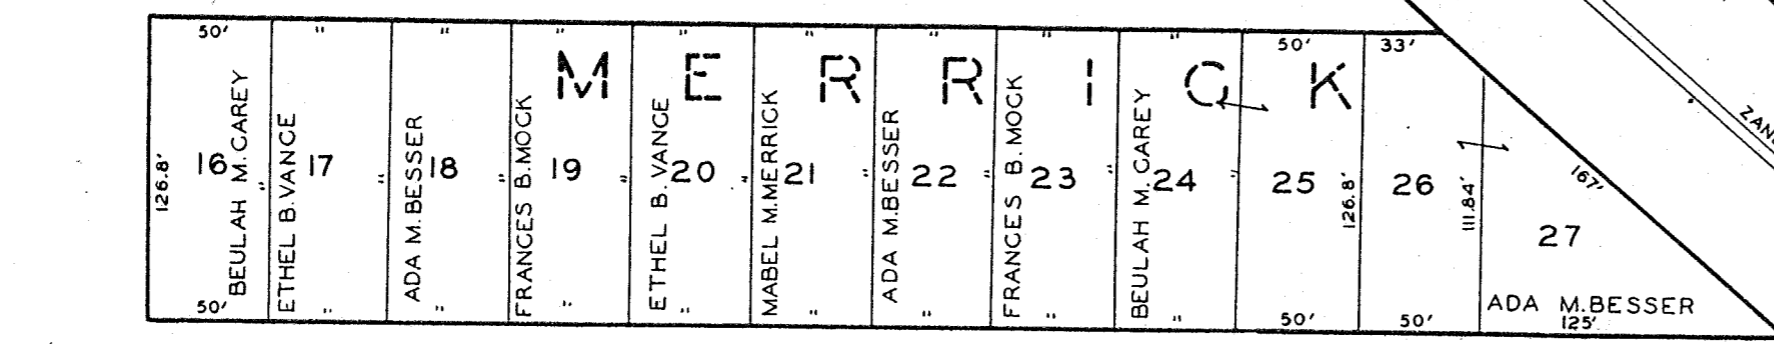 50' " " " " " " " " 50' 33'
M E R R I C K
126.8' 16 BEULAH M. CAREY "
17 ETHEL B. VANCE "
18 ADA M. BESSER "
19 FRANCES B. MOCK "
20 ETHEL B. VANCE "
21 MABEL M. MERRICK "
22 ADA M. BESSER "
23 FRANCES B. MOCK "
24 BEULAH M. CAREY "
25 126.8'
26 111.84'
27 167'
ADA M. BESSER
50' " " " " " " " " 50' 50' 125'